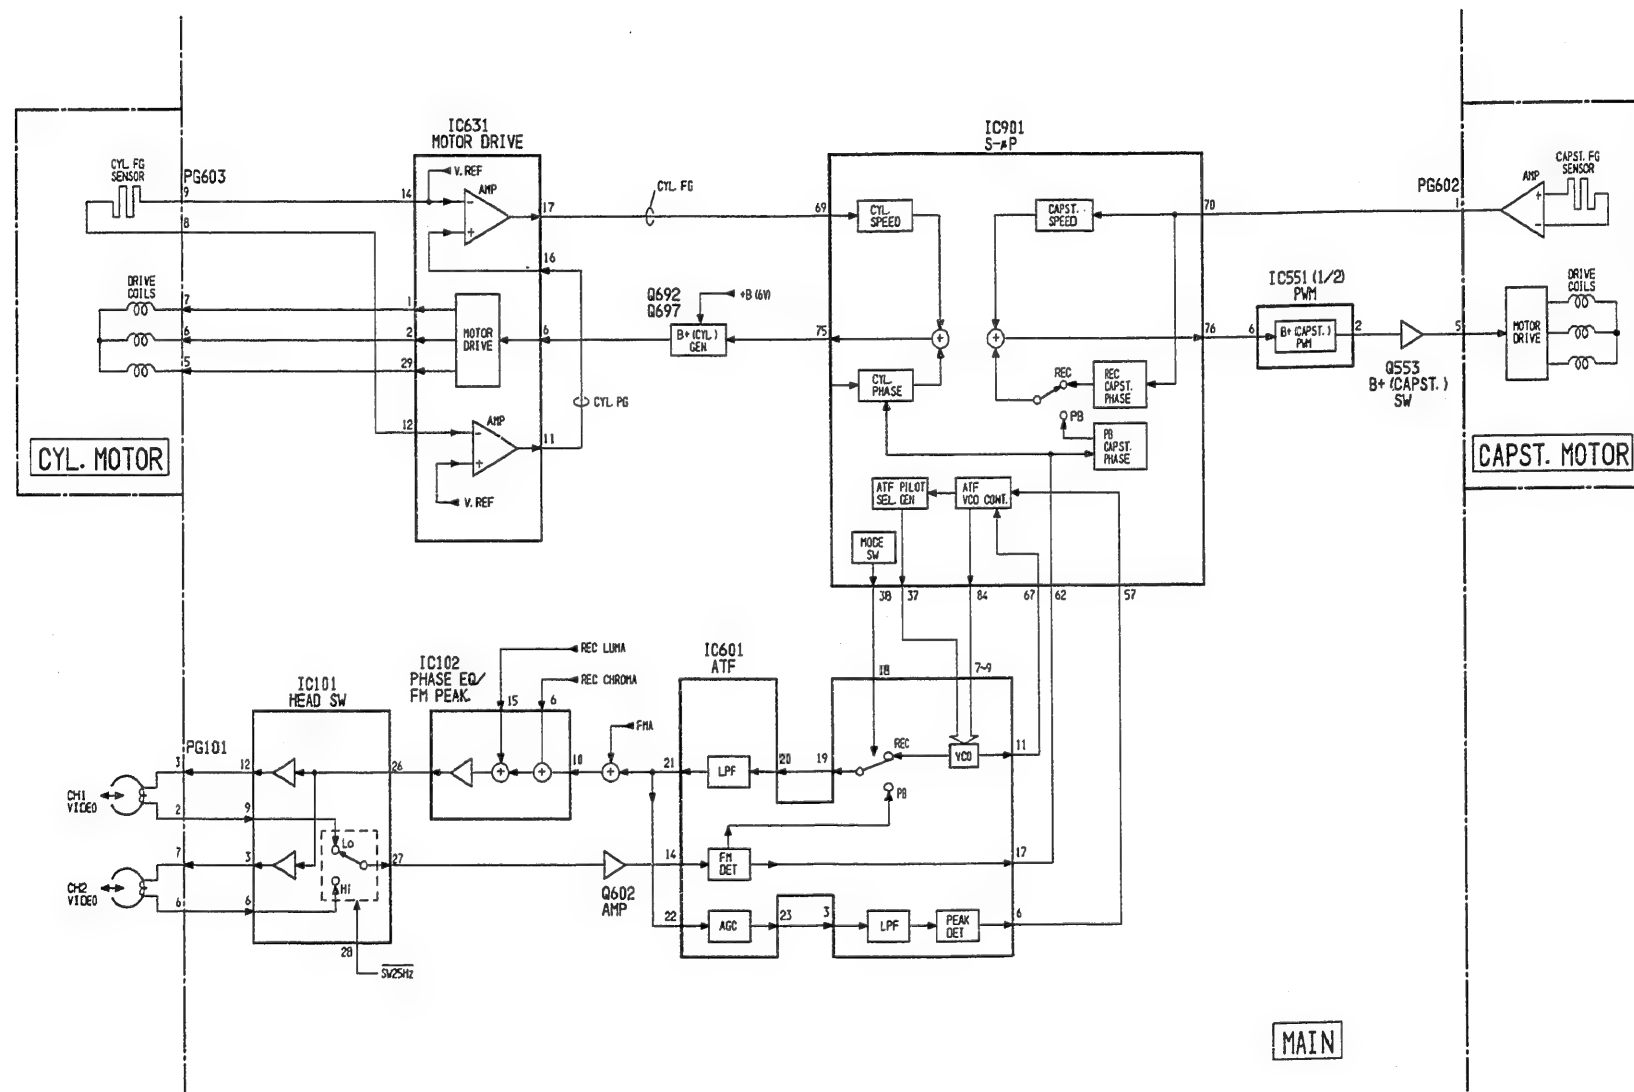 IC631
MOTOR DRIVE
IC901
S-μP
CYL. FG
SENSOR
PG603
9
8
14
V. REF
AMP
17
CYL. FG
69
CYL.
SPEED
CAPST.
SPEED
70
PG602
1
AMP
CAPST. FG
SENSOR
16
DRIVE
COILS
7
6
5
1
2
29
MOTOR
DRIVE
6
Q692
Q697
+B (6V)
B+ (CYL)
GEN
75
76
IC551 (1/2)
PWM
6
B+ (CAPST.)
PWM
2
5
MOTOR
DRIVE
DRIVE
COILS
Q553
B+ (CAPST.)
SW
CYL.
PHASE
REC
REC
CAPST.
PHASE
PB
PB
CAPST.
PHASE
CYL. PG
12
AMP
11
V. REF
CYL. MOTOR
CAPST. MOTOR
ATF PILOT
SEL. GEN
ATF
VCO CONT.
MODE
SW
38
37
84
67
62
57
IC101
HEAD SW
IC102
PHASE EQ/
FM PEAK.
REC LUMA
REC CHROMA
15
6
FMA
IC601
ATF
18
7~9
PG101
3
12
26
10
21
LPF
20
19
REC
VCO
11
CH1
VIDEO
2
9
Lo
PB
7
3
27
14
FM
DET
17
CH2
VIDEO
Hi
6
6
Q602
AMP
22
AGC
23
3
LPF
PEAK
DET
6
28
SW25Hz
MAIN